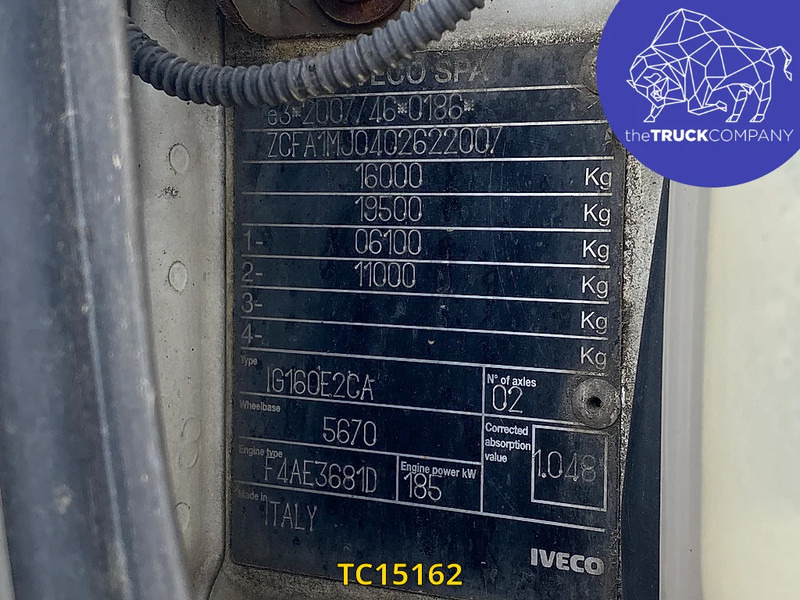 IVECO SPA
e3*2007/46*0186*
ZCFA1MJ0402622007
16000 Kg
19500 Kg
1- 06100 Kg
2- 11000 Kg
3- Kg
4- Kg
Type IG160E2CA
N° of axles 02
Wheelbase 5670
Corrected absorption value 1.048
Engine type F4AE3681D
Engine power kW 185
Made in ITALY
IVECO
theTRUCKCOMPANY
TC15162